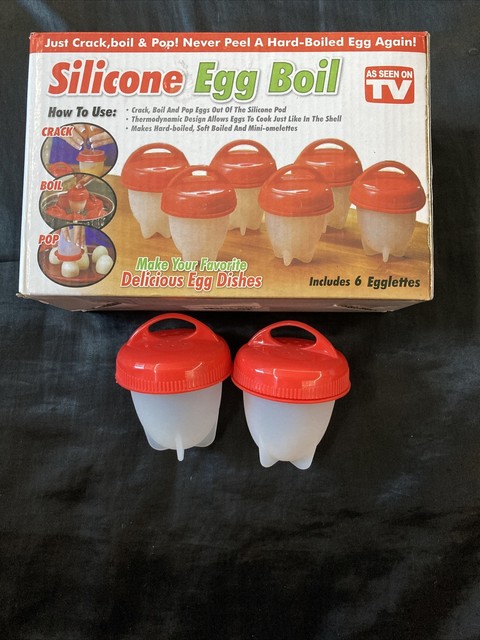 Just Crack,boil & Pop! Never Peel A Hard-Boiled Egg Again!
Silicone Egg Boil
AS SEEN ON
TV
How To Use:
• Crack, Boil And Pop Eggs Out Of The Silicone Pod
• Thermodynamic Design Allows Eggs To Cook Just Like In The Shell
• Makes Hard-boiled, Soft Boiled And Mini-omelettes
CRACK
BOIL
POP
Make Your Favorite
Delicious Egg Dishes
Includes 6 Egglettes